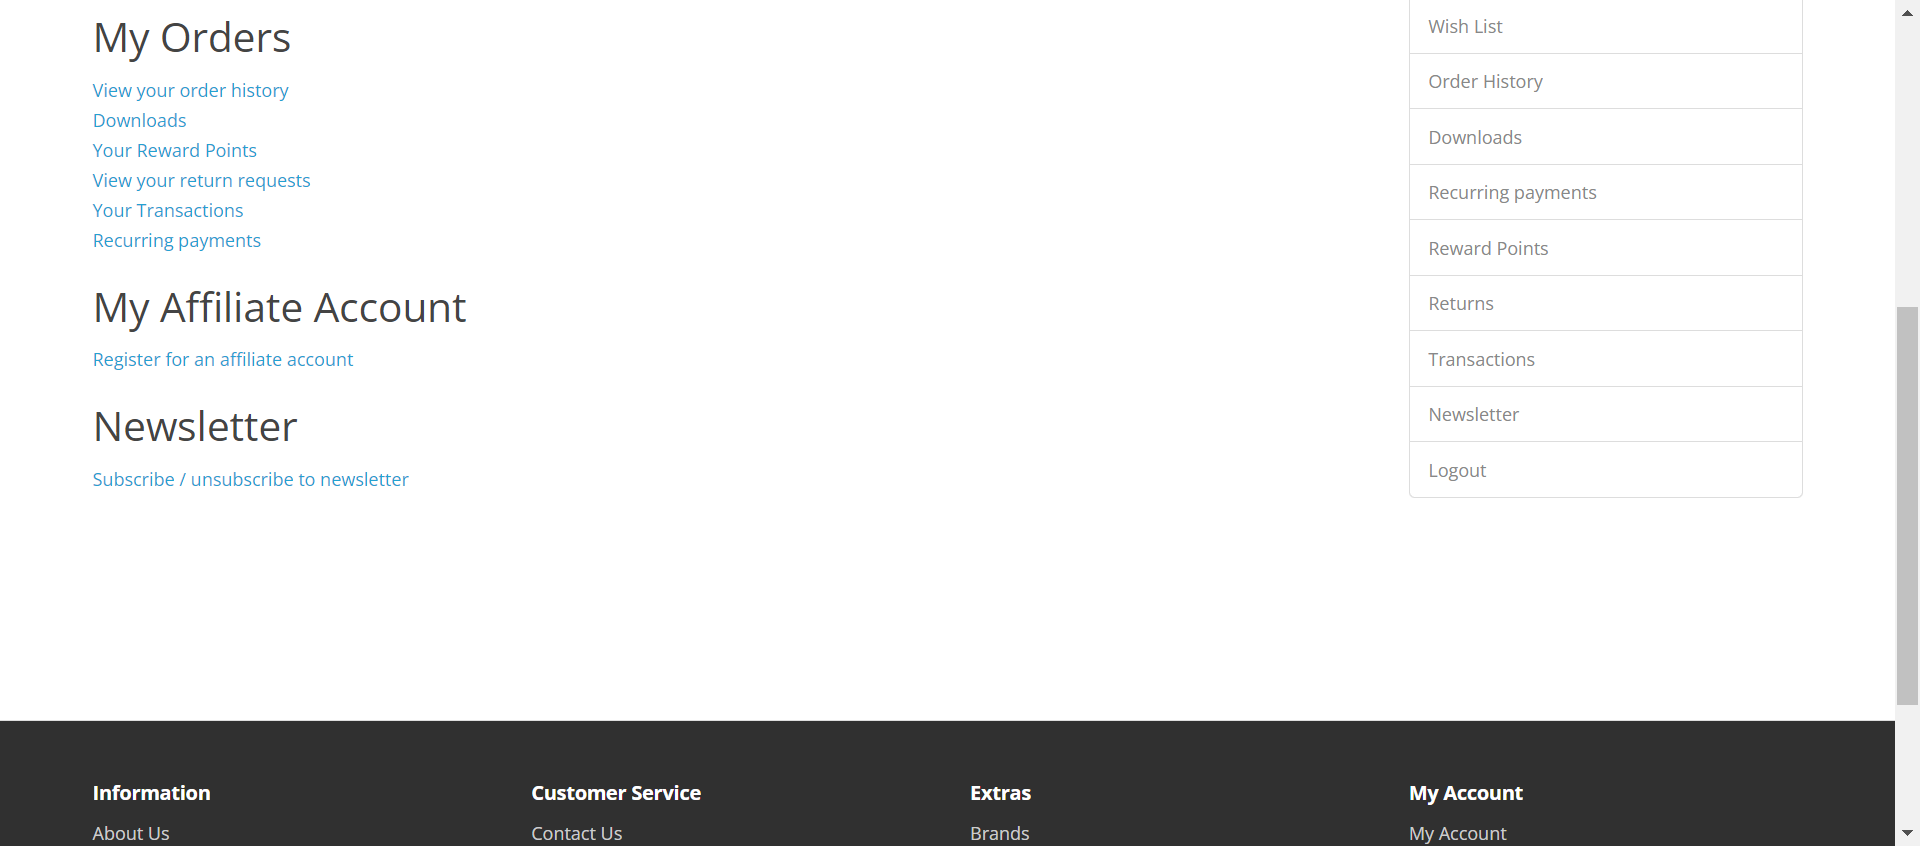 My Orders
View your order history
Downloads
Your Reward Points
View your return requests
Your Transactions
Recurring payments
My Affiliate Account
Register for an affiliate account
Newsletter
Subscribe / unsubscribe to newsletter
Wish List
Order History
Downloads
Recurring payments
Reward Points
Returns
Transactions
Newsletter
Logout
Information
About Us
Customer Service
Contact Us
Extras
Brands
My Account
My Account